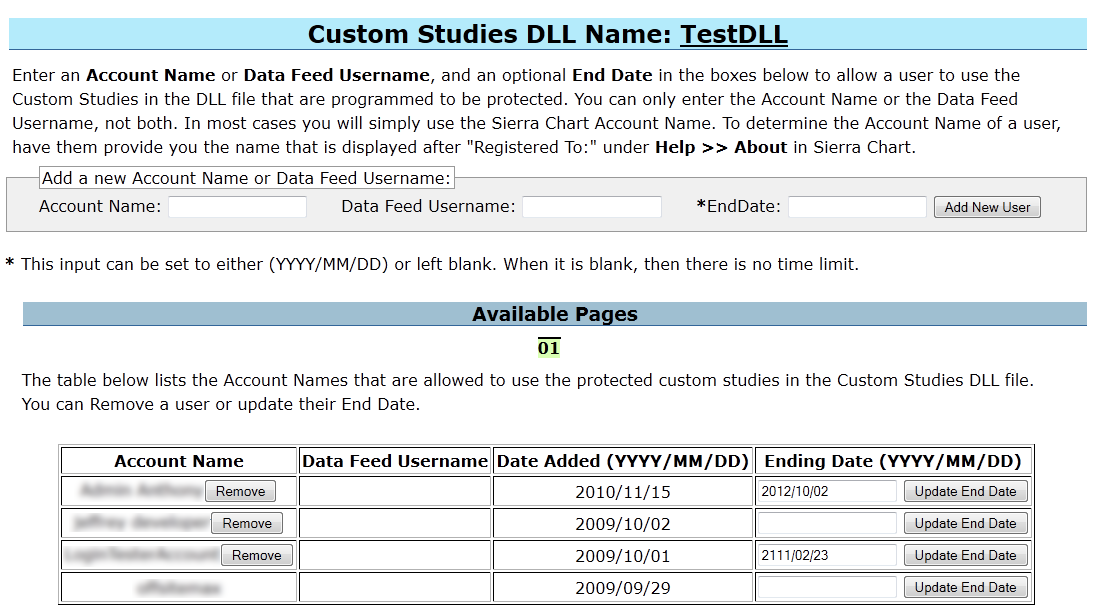 Custom Studies DLL Name: TestDLL
Enter an Account Name or Data Feed Username, and an optional End Date in the boxes below to allow a user to use the
Custom Studies in the DLL file that are programmed to be protected. You can only enter the Account Name or the Data Feed
Username, not both. In most cases you will simply use the Sierra Chart Account Name. To determine the Account Name of a user,
have them provide you the name that is displayed after "Registered To:" under Help >> About in Sierra Chart.
Add a new Account Name or Data Feed Username:
Account Name: Data Feed Username: *EndDate: Add New User
* This input can be set to either (YYYY/MM/DD) or left blank. When it is blank, then there is no time limit.
Available Pages
01
The table below lists the Account Names that are allowed to use the protected custom studies in the Custom Studies DLL file.
You can Remove a user or update their End Date.
Account Name Data Feed Username Date Added (YYYY/MM/DD) Ending Date (YYYY/MM/DD)
Remove 2010/11/15 2012/10/02 Update End Date
Remove 2009/10/02 Update End Date
Remove 2009/10/01 2111/02/23 Update End Date
2009/09/29 Update End Date